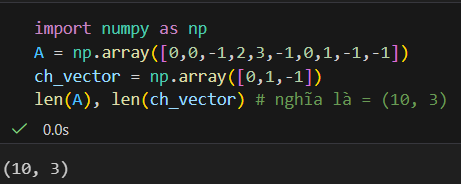 import numpy as np
A = np.array([0,0,-1,2,3,-1,0,1,-1,-1])
ch_vector = np.array([0,1,-1])
len(A), len(ch_vector) # nghĩa là = (10, 3)
0.0s
(10, 3)